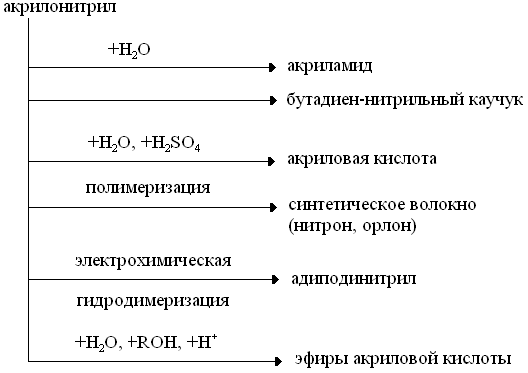 акрилонитрил
+H₂O
акриламид
бутадиен-нитрильный каучук
+H₂O, +H₂SO₄
акриловая кислота
полимеризация
синтетическое волокно
(нитрон, орлон)
электрохимическая
адиподинитрил
гидродимеризация
+H₂O, +ROH, +H⁺
эфиры акриловой кислоты